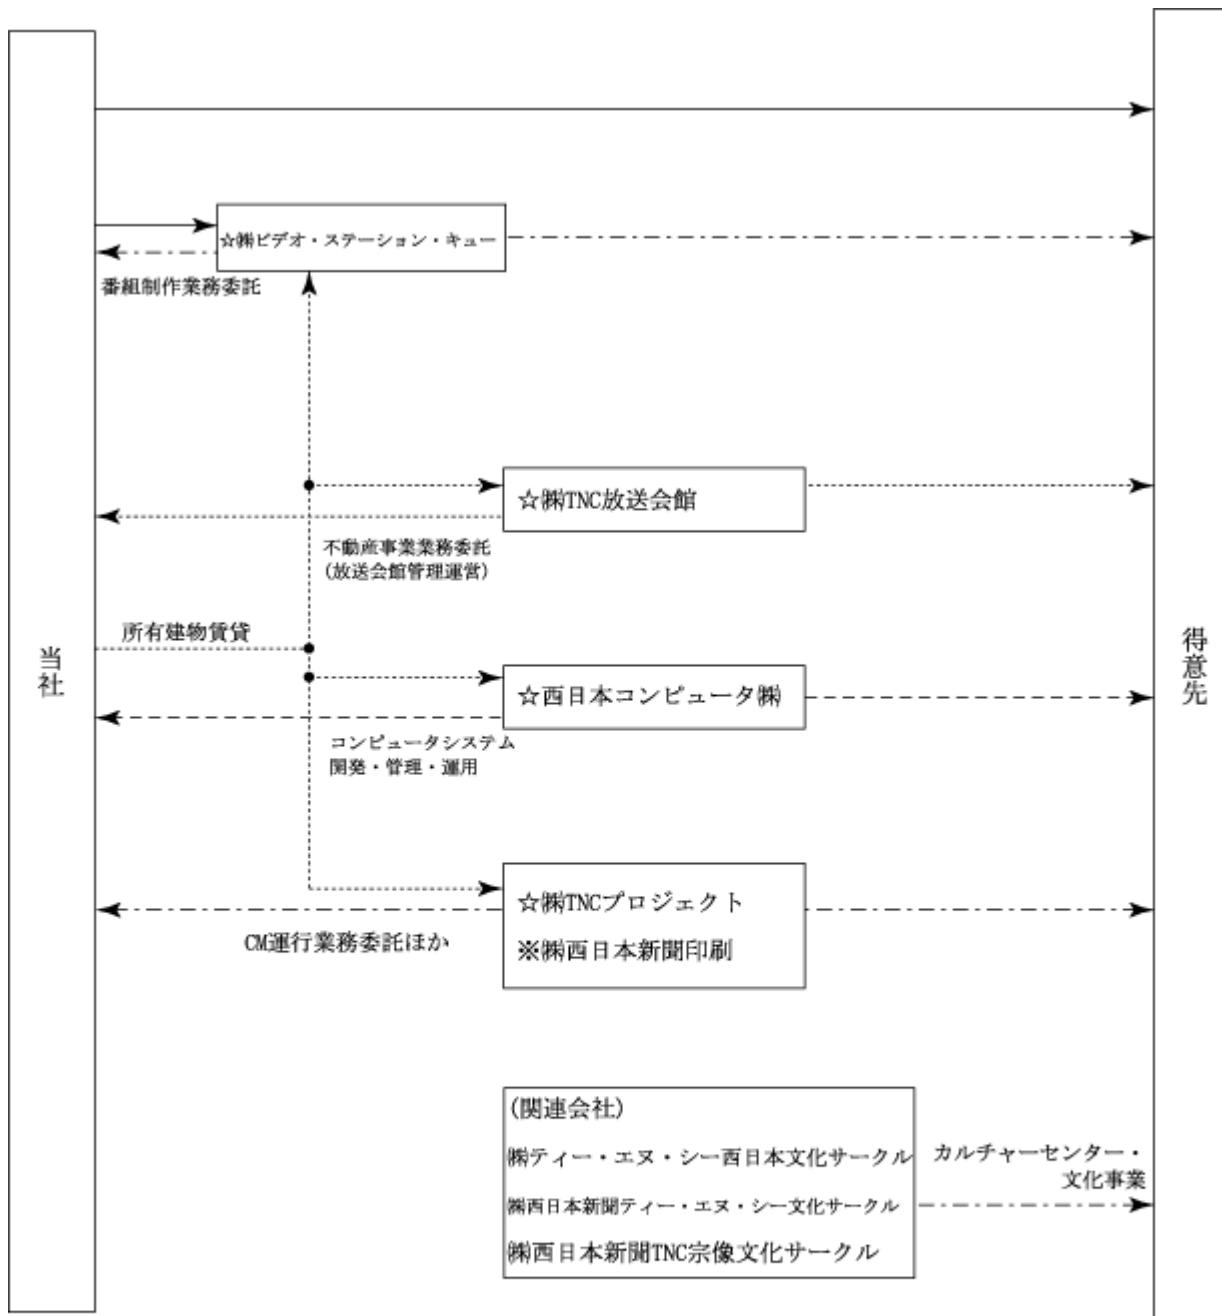 ☆㈱ビデオ・ステーション・キュー
番組制作業務委託
☆㈱TNC放送会館
不動産事業業務委託
(放送会館管理運営)
所有建物賃貸
当社
得意先
☆西日本コンピュータ㈱
コンピュータシステム
開発・管理・運用
☆㈱TNCプロジェクト
※㈱西日本新聞印刷
CM運行業務委託ほか
(関連会社)
㈱ティー・エヌ・シー西日本文化サークル
㈱西日本新聞ティー・エヌ・シー文化サークル
㈱西日本新聞TNC宗像文化サークル
カルチャーセンター・
文化事業